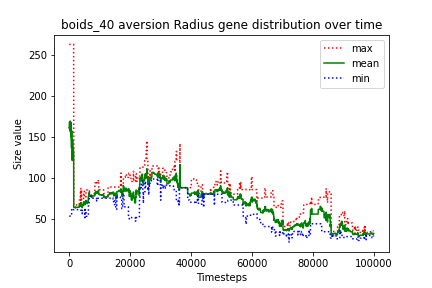 boids_40 aversion Radius gene distribution over time
max
mean
min
Size value
250
200
150
100
50
0
20000
40000
60000
80000
100000
Timesteps